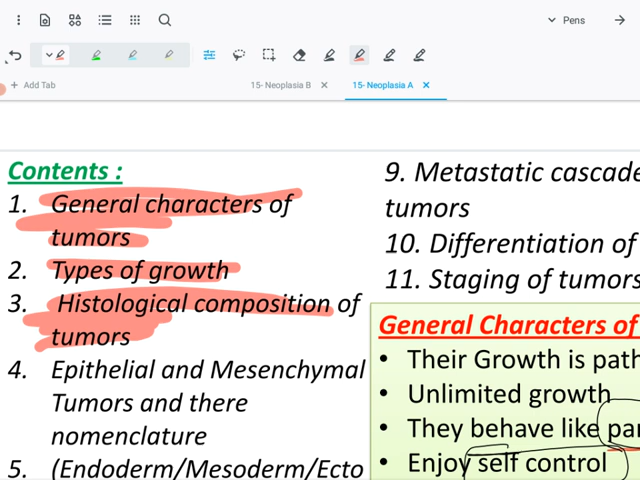 Pens
Add Tab
15- Neoplasia B
15- Neoplasia A
Contents :
1. General characters of
tumors
2. Types of growth
3. Histological composition of
tumors
4. Epithelial and Mesenchymal
Tumors and there
nomenclature
5. (Endoderm/Mesoderm/Ecto
9. Metastatic cascade
tumors
10. Differentiation of
11. Staging of tumors
General Characters of
• Their Growth is path
• Unlimited growth
• They behave like par
• Enjoy self control